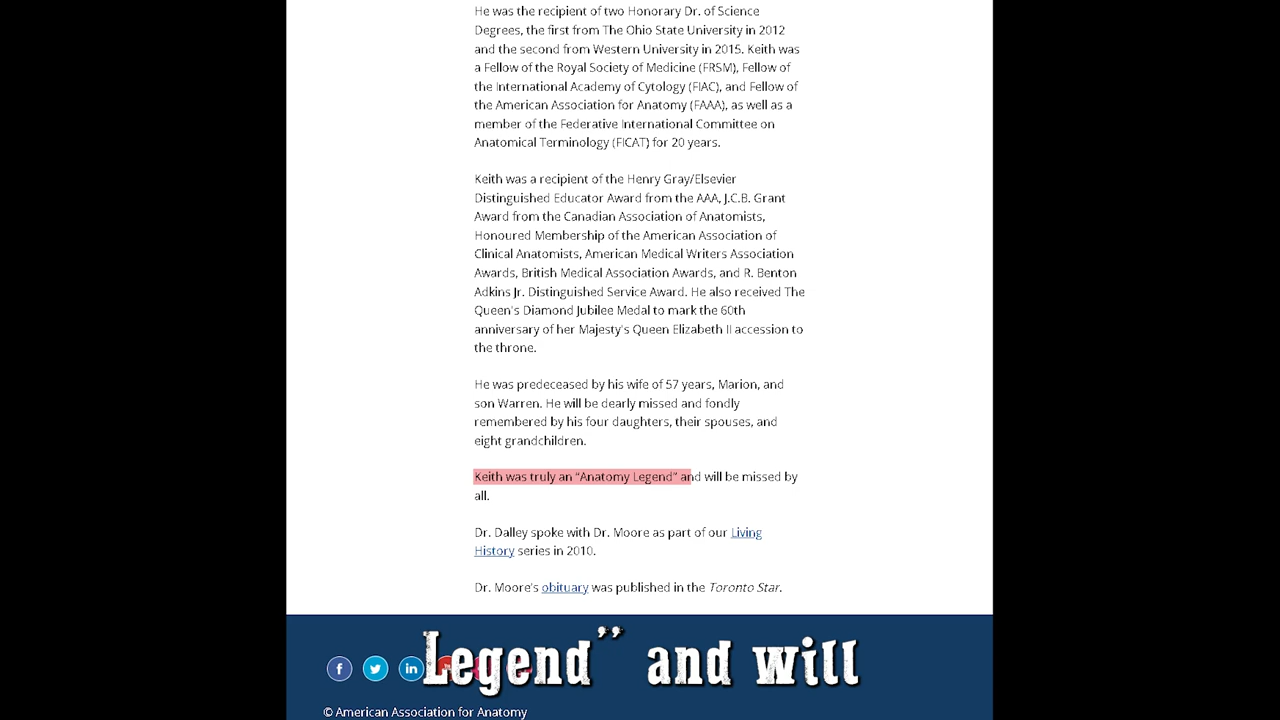 He was the recipient of two Honorary Dr. of Science
Degrees, the first from The Ohio State University in 2012
and the second from Western University in 2015. Keith was
a Fellow of the Royal Society of Medicine (FRSM), Fellow of
the International Academy of Cytology (FIAC), and Fellow of
the American Association for Anatomy (FAAA), as well as a
member of the Federative International Committee on
Anatomical Terminology (FICAT) for 20 years.
Keith was a recipient of the Henry Gray/Elsevier
Distinguished Educator Award from the AAA, J.C.B. Grant
Award from the Canadian Association of Anatomists,
Honoured Membership of the American Association of
Clinical Anatomists, American Medical Writers Association
Awards, British Medical Association Awards, and R. Benton
Adkins Jr. Distinguished Service Award. He also received The
Queen's Diamond Jubilee Medal to mark the 60th
anniversary of her Majesty's Queen Elizabeth II accession to
the throne.
He was predeceased by his wife of 57 years, Marion, and
son Warren. He will be dearly missed and fondly
remembered by his four daughters, their spouses, and
eight grandchildren.
Keith was truly an “Anatomy Legend” and will be missed by
all.
Dr. Dalley spoke with Dr. Moore as part of our Living
History series in 2010.
Dr. Moore's obituary was published in the Toronto Star.
Legend” and will
© American Association for Anatomy